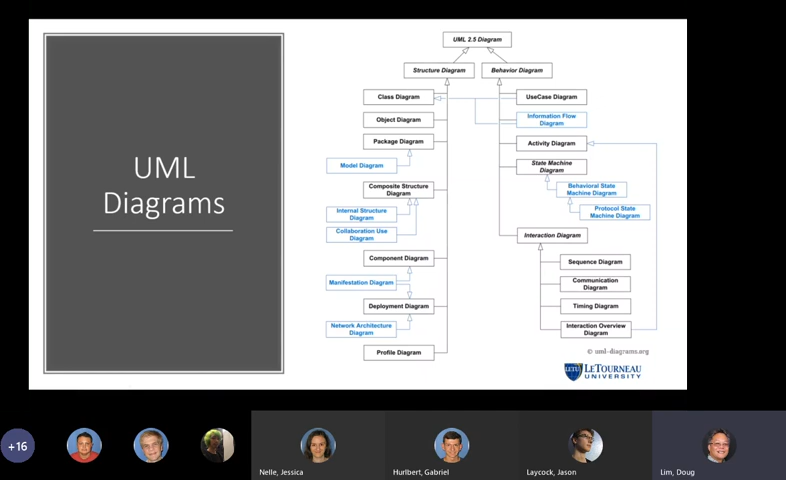 UML
Diagrams
UML 2.5 Diagram
Structure Diagram
Behavior Diagram
Class Diagram
Object Diagram
Package Diagram
Model Diagram
Composite Structure
Diagram
Internal Structure
Diagram
Collaboration Use
Diagram
Component Diagram
Manifestation Diagram
Deployment Diagram
Network Architecture
Diagram
Profile Diagram
UseCase Diagram
Information Flow
Diagram
Activity Diagram
State Machine
Diagram
Behavioral State
Machine Diagram
Protocol State
Machine Diagram
Interaction Diagram
Sequence Diagram
Communication
Diagram
Timing Diagram
Interaction Overview
Diagram
© uml-diagrams.org
LETU
LETOURNEAU
UNIVERSITY
+16
Nelle, Jessica
Hurlbert, Gabriel
Laycock, Jason
Lim, Doug